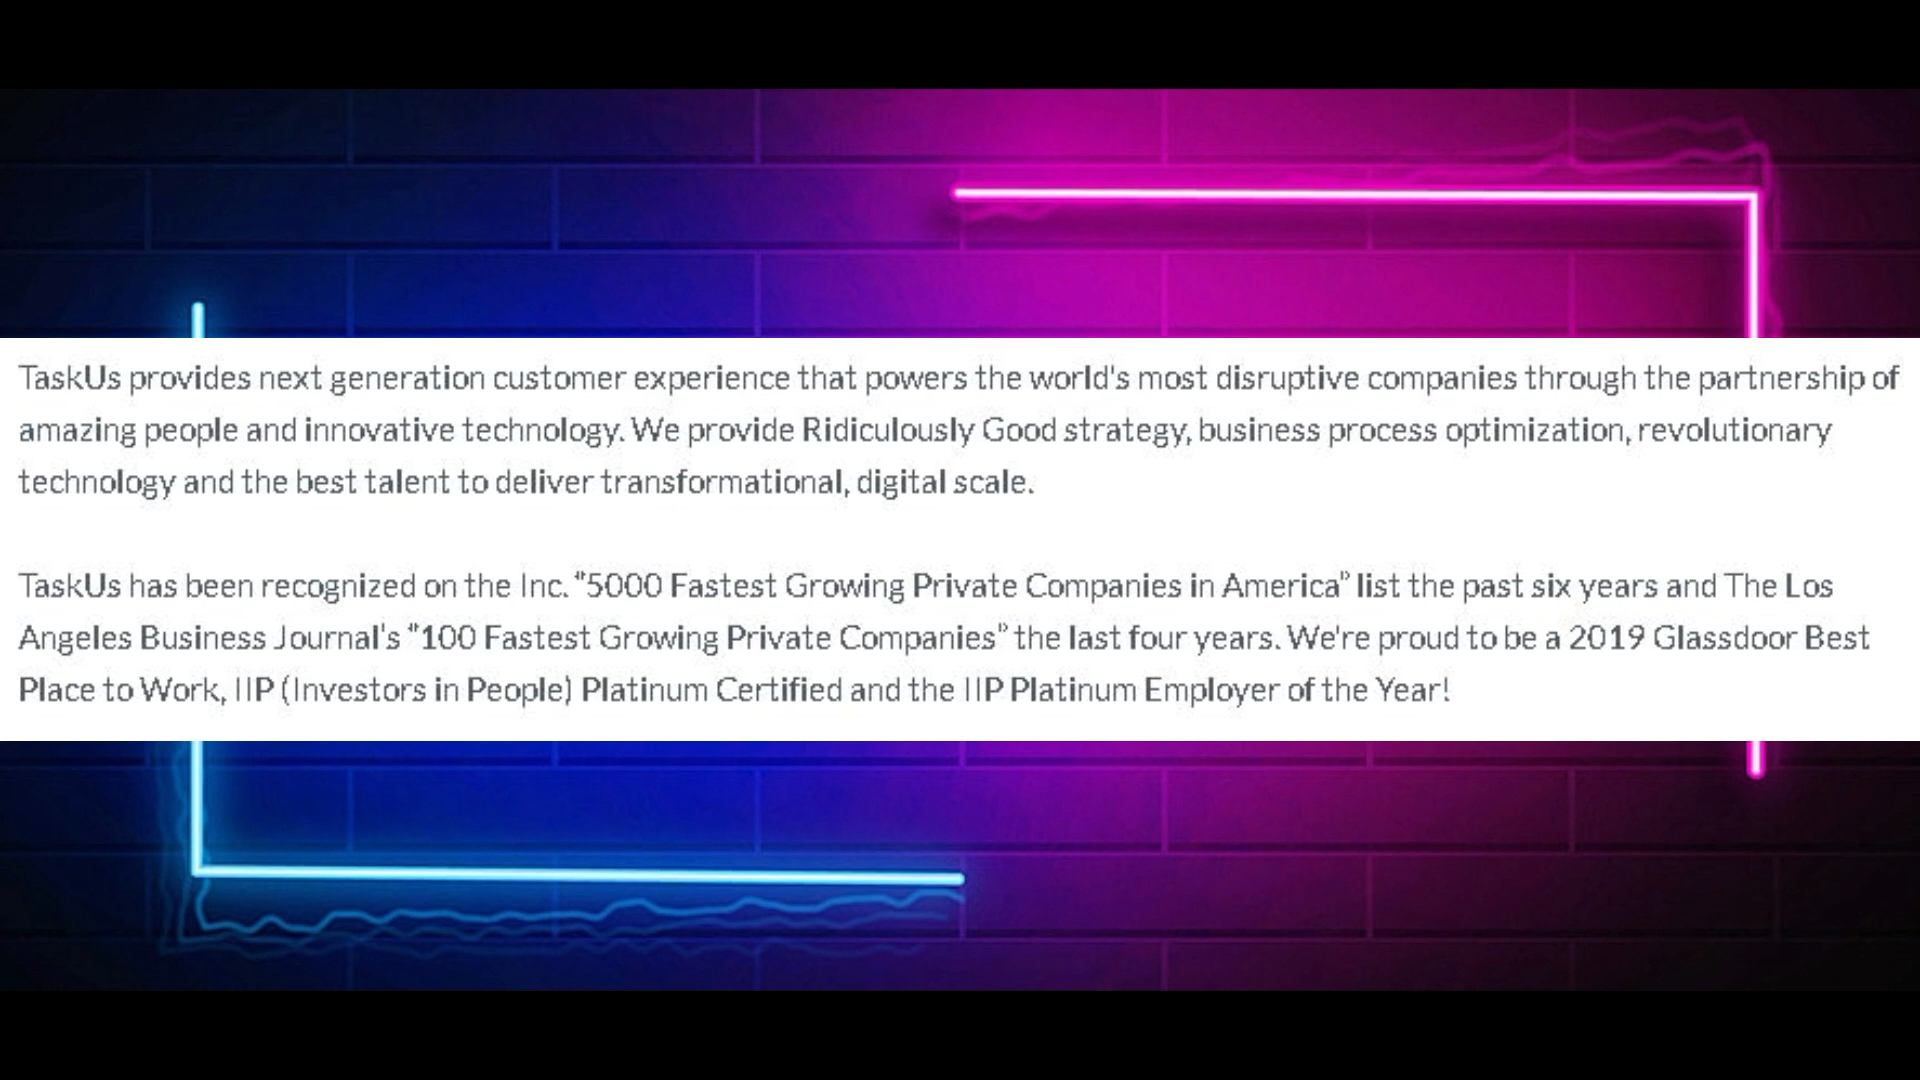 TaskUs provides next generation customer experience that powers the world's most disruptive companies through the partnership of
amazing people and innovative technology. We provide Ridiculously Good strategy, business process optimization, revolutionary
technology and the best talent to deliver transformational, digital scale.
TaskUs has been recognized on the Inc. "5000 Fastest Growing Private Companies in America" list the past six years and The Los
Angeles Business Journal's "100 Fastest Growing Private Companies" the last four years. We're proud to be a 2019 Glassdoor Best
Place to Work, IIP (Investors in People) Platinum Certified and the IIP Platinum Employer of the Year!